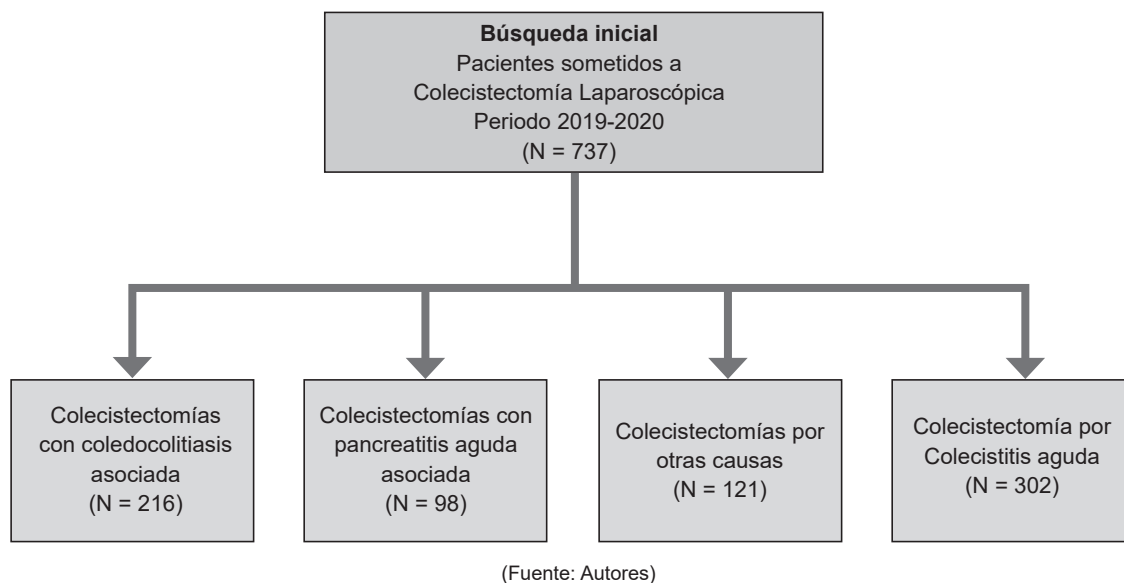 Búsqueda inicial
Pacientes sometidos a
Colecistectomía Laparoscópica
Periodo 2019-2020
(N = 737)
Colecistectomías
con coledocolitiasis
asociada
(N = 216)
Colecistectomías con
pancreatitis aguda
asociada
(N = 98)
Colecistectomías por
otras causas
(N = 121)
Colecistectomía por
Colecistitis aguda
(N = 302)
(Fuente: Autores)